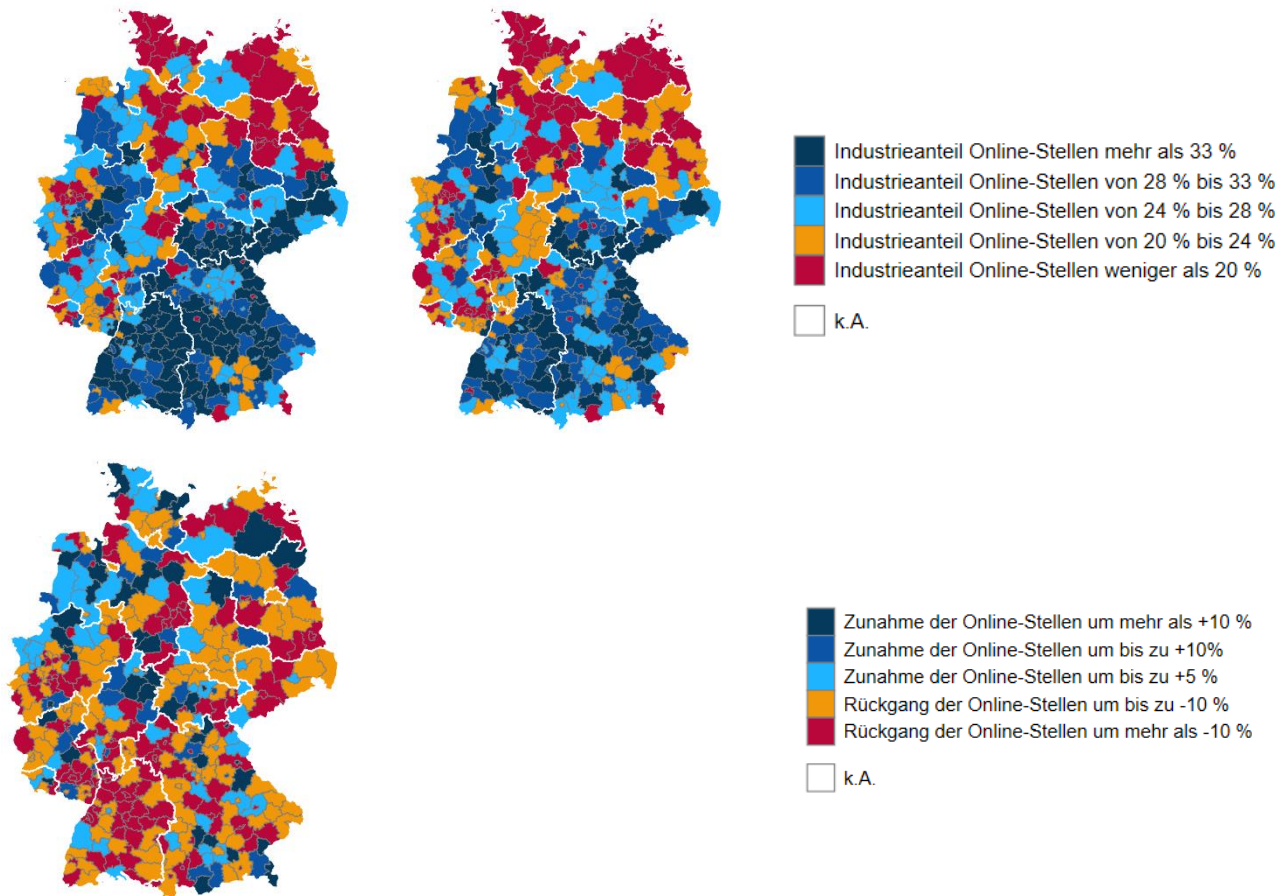 Industrieanteil Online-Stellen mehr als 33 %
Industrieanteil Online-Stellen von 28 % bis 33 %
Industrieanteil Online-Stellen von 24 % bis 28 %
Industrieanteil Online-Stellen von 20 % bis 24 %
Industrieanteil Online-Stellen weniger als 20 %
k.A.
Zunahme der Online-Stellen um mehr als +10 %
Zunahme der Online-Stellen um bis zu +10%
Zunahme der Online-Stellen um bis zu +5 %
Rückgang der Online-Stellen um bis zu -10 %
Rückgang der Online-Stellen um mehr als -10 %
k.A.